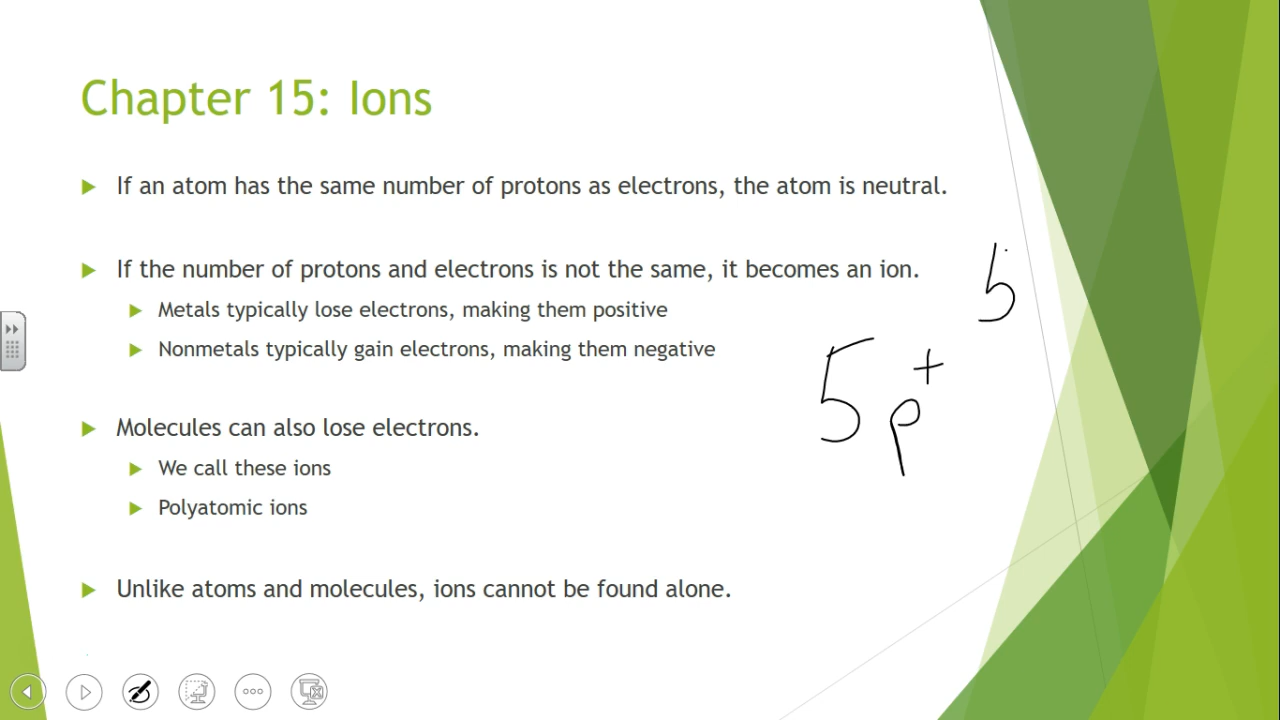 Chapter 15: Ions
If an atom has the same number of protons as electrons, the atom is neutral.
If the number of protons and electrons is not the same, it becomes an ion.
Metals typically lose electrons, making them positive
Nonmetals typically gain electrons, making them negative
Molecules can also lose electrons.
We call these ions
Polyatomic ions
Unlike atoms and molecules, ions cannot be found alone.
5 p+
5